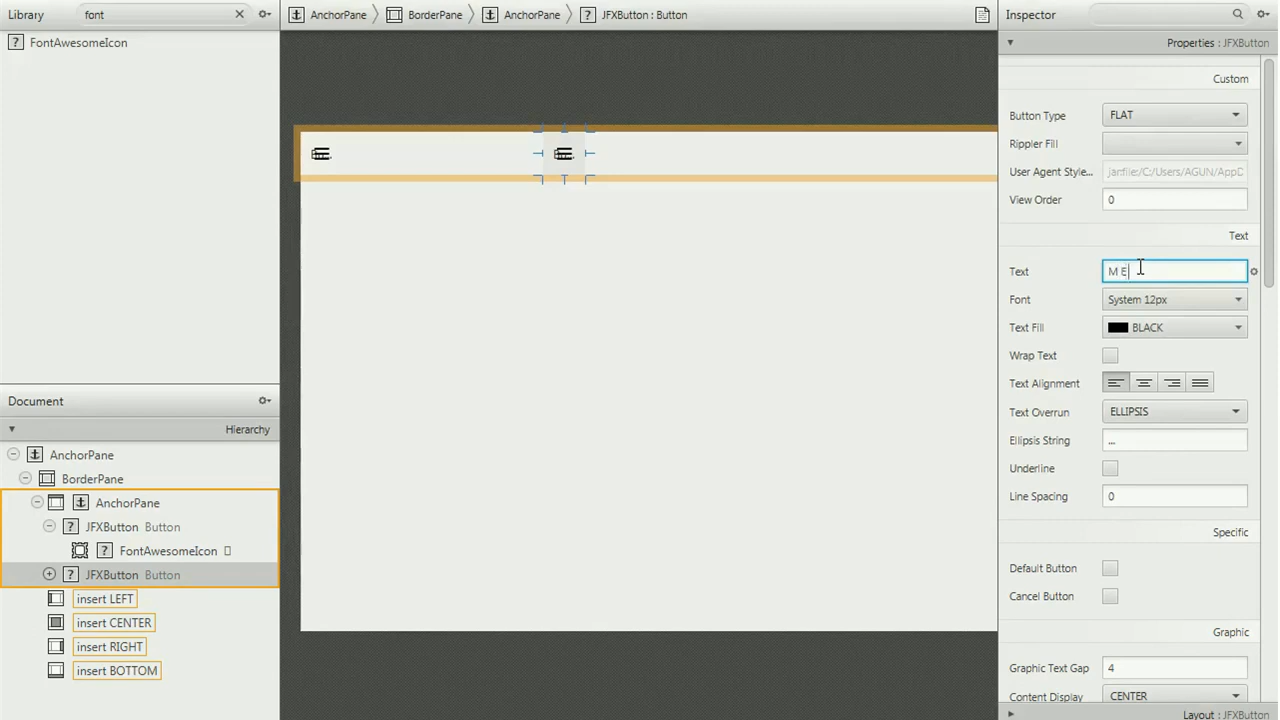 Library
font
FontAwesomeIcon
Document
Hierarchy
AnchorPane
BorderPane
AnchorPane
JFXButton Button
FontAwesomeIcon
JFXButton Button
insert LEFT
insert CENTER
insert RIGHT
insert BOTTOM
AnchorPane
BorderPane
AnchorPane
JFXButton : Button
Inspector
Properties : JFXButton
Custom
Button Type
FLAT
Rippler Fill
User Agent Style...
jar:file:/C:/Users/AGUN/AppD
View Order
0
Text
Text
M E
Font
System 12px
Text Fill
BLACK
Wrap Text
Text Alignment
Text Overrun
ELLIPSIS
Ellipsis String
...
Underline
Line Spacing
0
Specific
Default Button
Cancel Button
Graphic
Graphic Text Gap
4
Content Display
CENTER
Layout : JFXButton